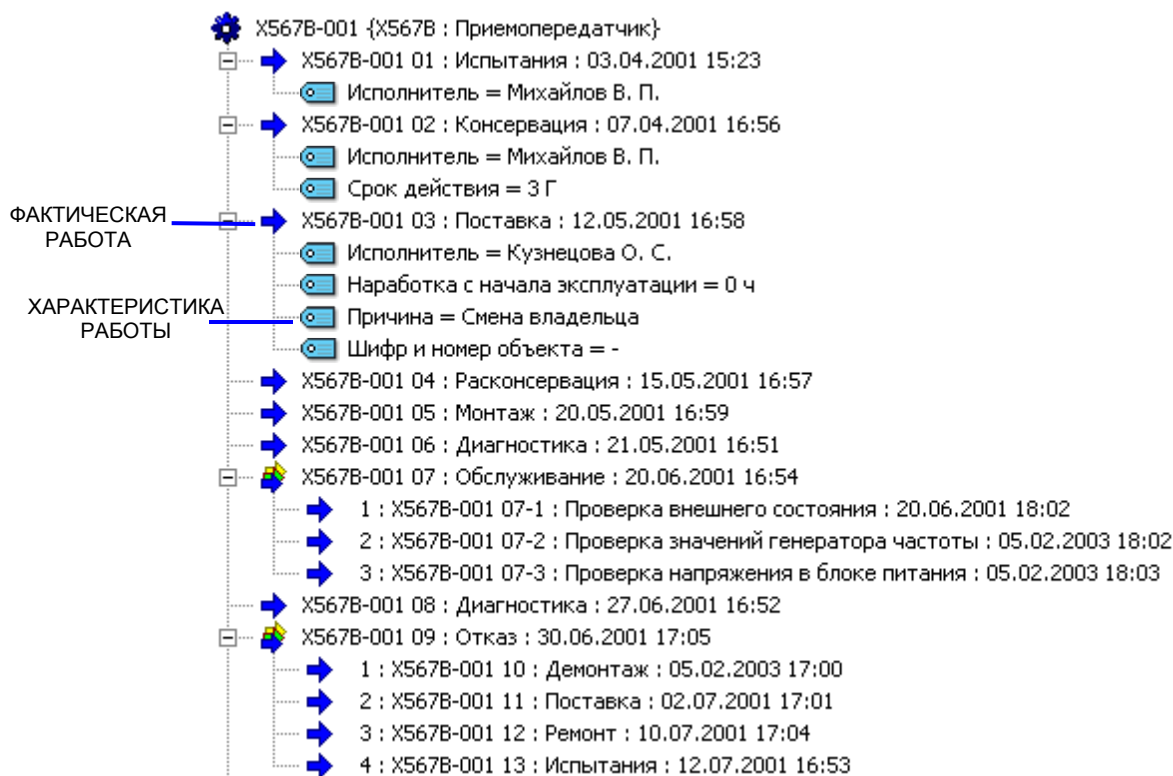 X567B-001 {X567B : Приемопередатчик}
X567B-001 01 : Испытания : 03.04.2001 15:23
Исполнитель = Михайлов В. П.
X567B-001 02 : Консервация : 07.04.2001 16:56
Исполнитель = Михайлов В. П.
Срок действия = 3 Г
ФАКТИЧЕСКАЯ
РАБОТА
X567B-001 03 : Поставка : 12.05.2001 16:58
Исполнитель = Кузнецова О. С.
Наработка с начала эксплуатации = 0 ч
ХАРАКТЕРИСТИКА
РАБОТЫ
Причина = Смена владельца
Шифр и номер объекта = -
X567B-001 04 : Расконсервация : 15.05.2001 16:57
X567B-001 05 : Монтаж : 20.05.2001 16:59
X567B-001 06 : Диагностика : 21.05.2001 16:51
X567B-001 07 : Обслуживание : 20.06.2001 16:54
1 : X567B-001 07-1 : Проверка внешнего состояния : 20.06.2001 18:02
2 : X567B-001 07-2 : Проверка значений генератора частоты : 05.02.2003 18:02
3 : X567B-001 07-3 : Проверка напряжения в блоке питания : 05.02.2003 18:03
X567B-001 08 : Диагностика : 27.06.2001 16:52
X567B-001 09 : Отказ : 30.06.2001 17:05
1 : X567B-001 10 : Демонтаж : 05.02.2003 17:00
2 : X567B-001 11 : Поставка : 02.07.2001 17:01
3 : X567B-001 12 : Ремонт : 10.07.2001 17:04
4 : X567B-001 13 : Испытания : 12.07.2001 16:53